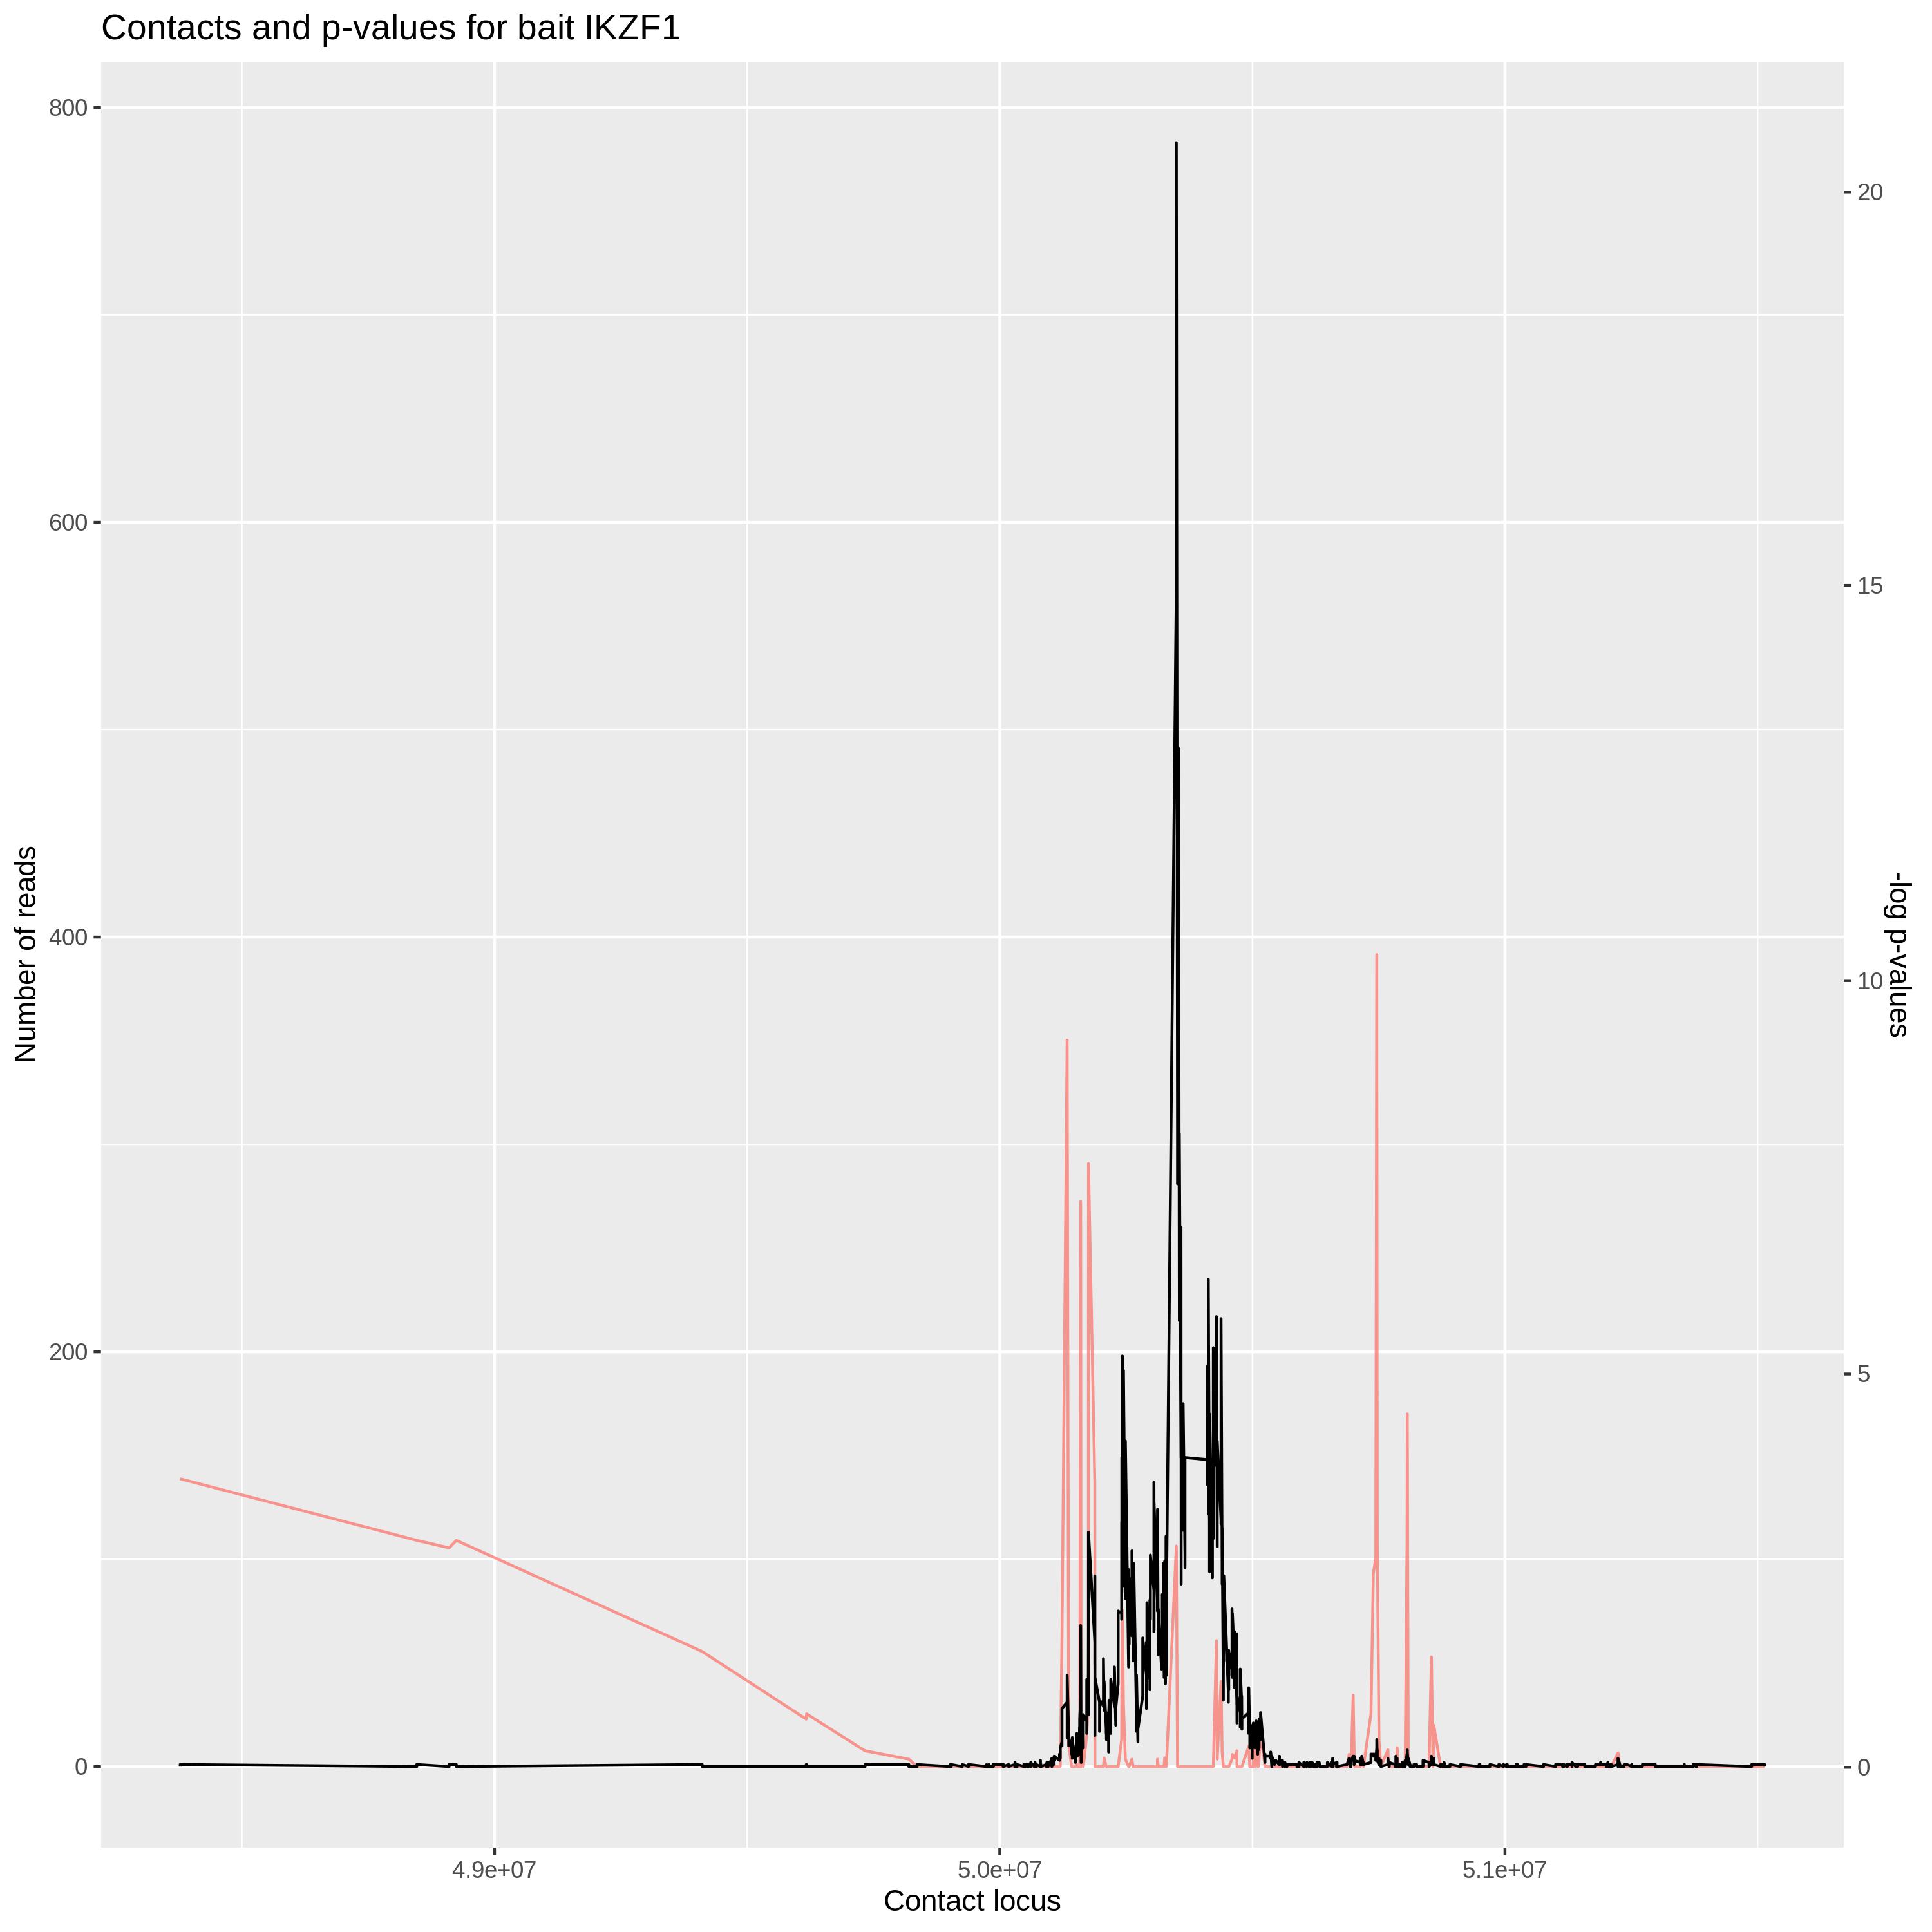 Contacts and p-values for bait IKZF1
800
600
400
200
0
Number of reads
20
15
10
5
0
-log p-values
4.9e+07
5.0e+07
5.1e+07
Contact locus